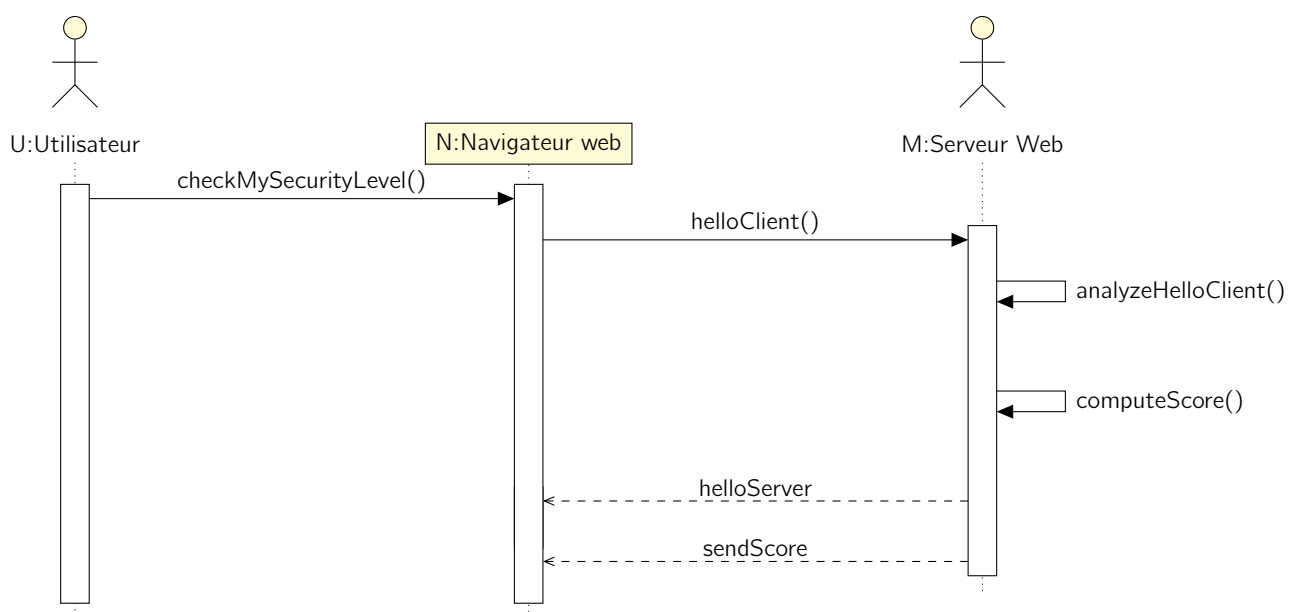 U:Utilisateur
N:Navigateur web
M:Serveur Web
checkMySecurityLevel()
helloClient()
analyzeHelloClient()
computeScore()
helloServer
sendScore